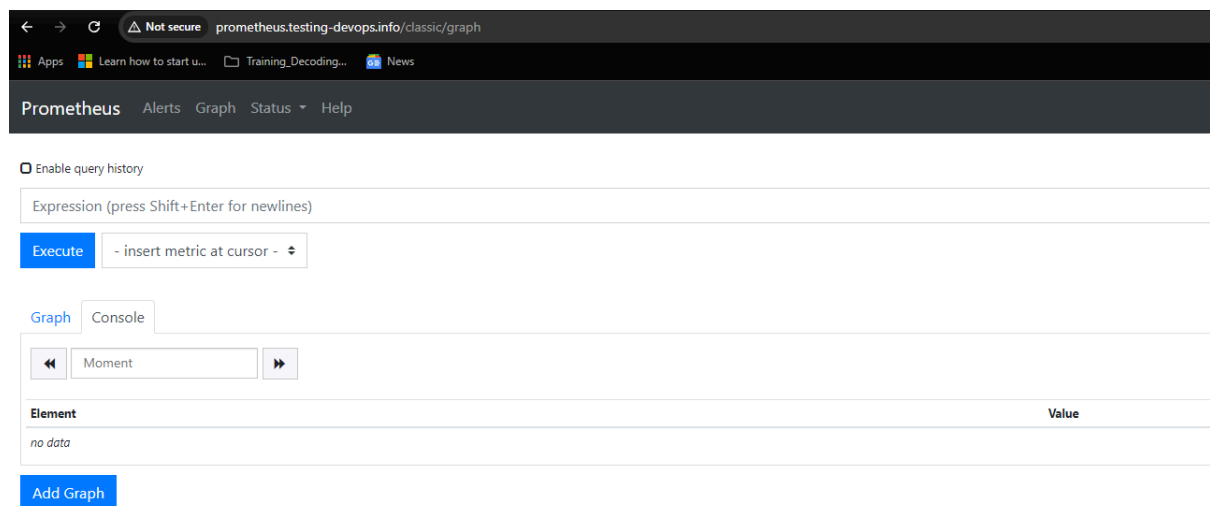 Not secure prometheus.testing-devops.info/classic/graph
Apps Learn how to start u... Training_Decoding... GB News
Prometheus Alerts Graph Status Help
Enable query history
Expression (press Shift+Enter for newlines)
Execute - insert metric at cursor -
Graph Console
Moment
Element Value
no data
Add Graph